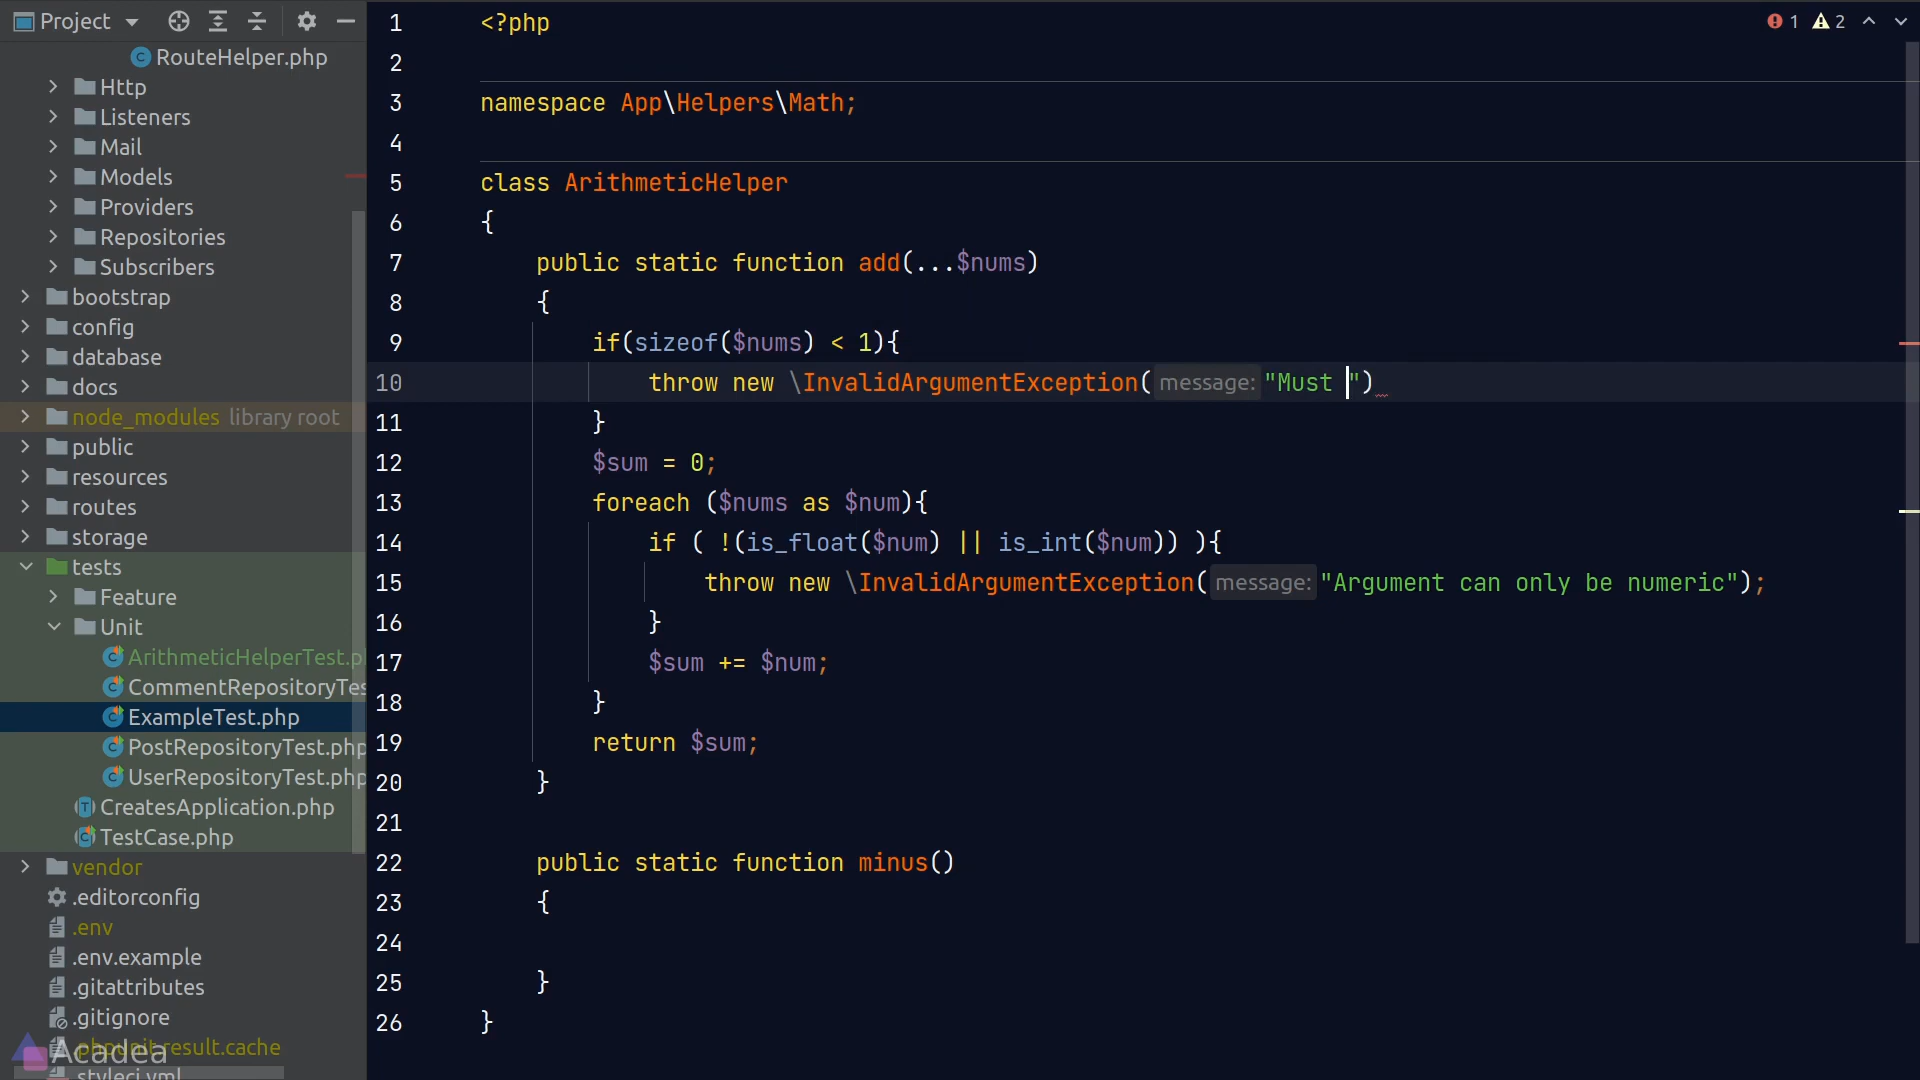 Project
RouteHelper.php
Http
Listeners
Mail
Models
Providers
Repositories
Subscribers
bootstrap
config
database
docs
node_modules library root
public
resources
routes
storage
tests
Feature
Unit
ArithmeticHelperTest.p
CommentRepositoryTes
ExampleTest.php
PostRepositoryTest.php
UserRepositoryTest.php
CreatesApplication.php
TestCase.php
vendor
.editorconfig
.env
.env.example
.gitattributes
.gitignore
.phpunit.result.cache
.styleci.yml
Acadea
1 2
1 <?php
2
3 namespace App\Helpers\Math;
4
5 class ArithmeticHelper
6 {
7 public static function add(...$nums)
8 {
9 if(sizeof($nums) < 1){
10 throw new \InvalidArgumentException( message: "Must ")
11 }
12 $sum = 0;
13 foreach ($nums as $num){
14 if ( !(is_float($num) || is_int($num)) ){
15 throw new \InvalidArgumentException( message: "Argument can only be numeric");
16 }
17 $sum += $num;
18 }
19 return $sum;
20 }
21
22 public static function minus()
23 {
24
25 }
26 }